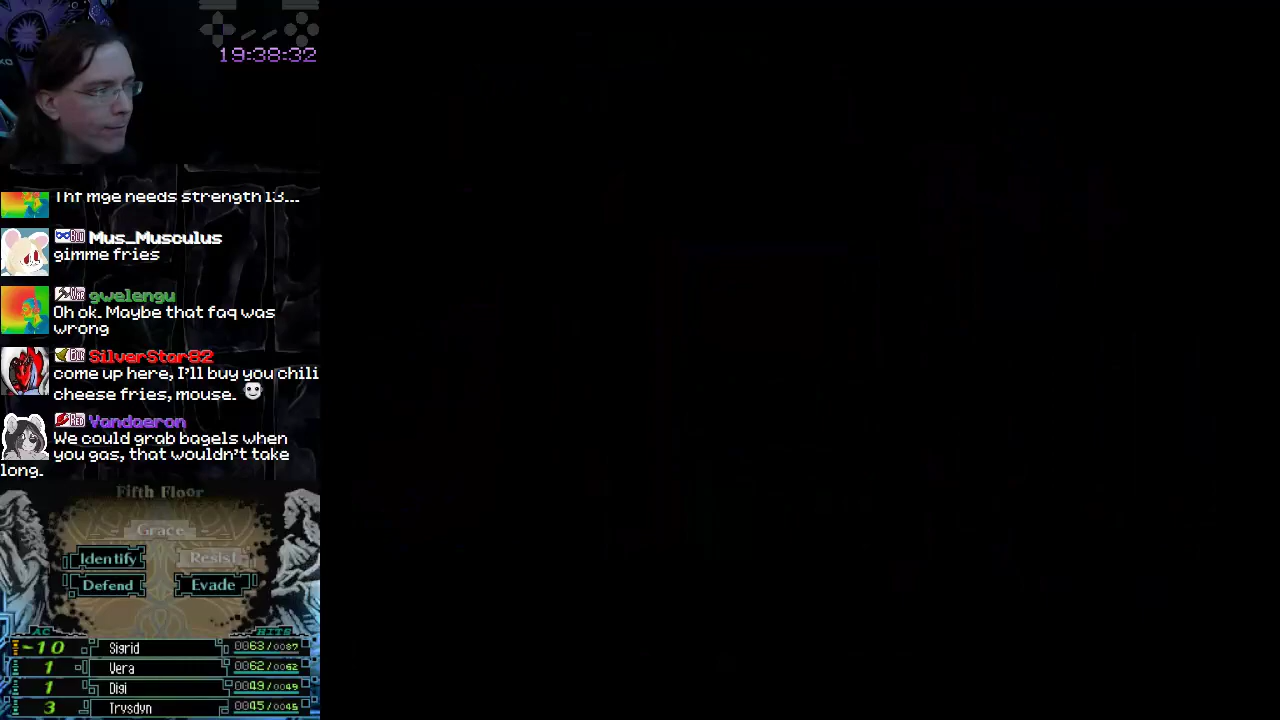 19:38:32
Thf mge needs strength 13...
Mus_Musculus
gimme fries
gwelengu
Oh ok. Maybe that faq was
wrong
SilverStar82
come up here, I'll buy you chili
cheese fries, mouse.
Vandaeron
We could grab bagels when
you gas, that wouldn't take
long.
Fifth Floor
Grace
Identify Resist
Defend Evade
AC HITS
-10 Sigrid 0063/0087
1 Vera 0062/0062
1 Digi 0049/0049
3 Trysdyn 0045/0045